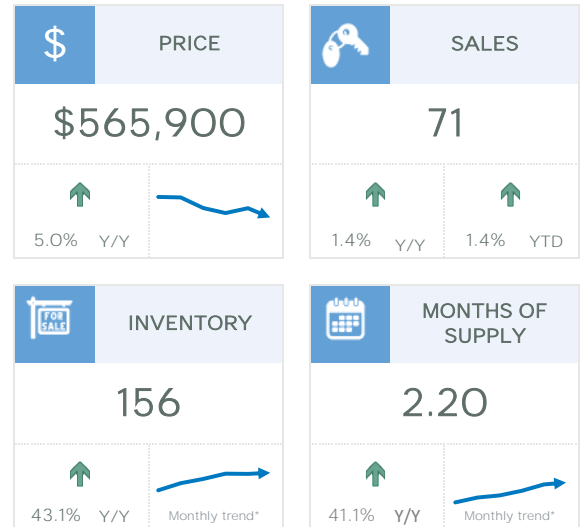 $
PRICE
$565,900
5.0% Y/Y
SALES
71
1.4% Y/Y
1.4% YTD
FOR
SALE
INVENTORY
156
43.1% Y/Y
Monthly trend*
MONTHS OF
SUPPLY
2.20
41.1% Y/Y
Monthly trend*